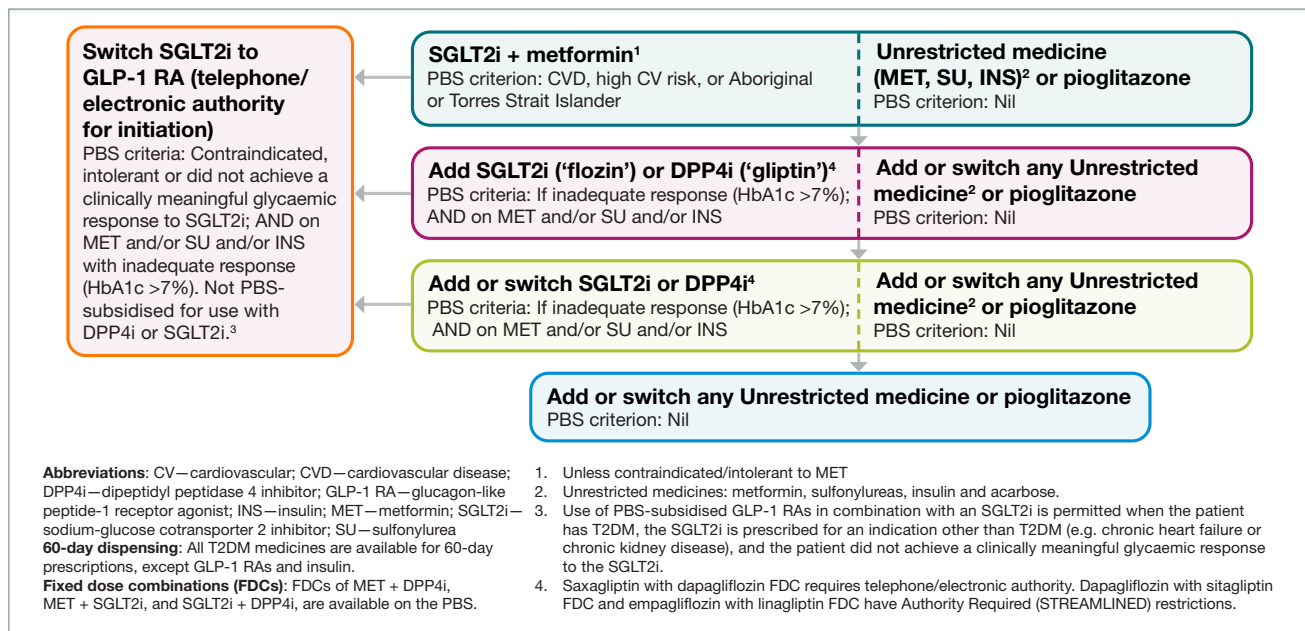 Switch SGLT2i to
GLP-1 RA (telephone/
electronic authority
for initiation)
PBS criteria: Contraindicated,
intolerant or did not achieve a
clinically meaningful glycaemic
response to SGLT2i; AND on
MET and/or SU and/or INS
with inadequate response
(HbA1c >7%). Not PBS-
subsidised for use with
DPP4i or SGLT2i.³
SGLT2i + metformin¹
PBS criterion: CVD, high CV risk, or Aboriginal
or Torres Strait Islander
Unrestricted medicine
(MET, SU, INS)² or pioglitazone
PBS criterion: Nil
Add SGLT2i (‘flozin’) or DPP4i (‘gliptin’)⁴
PBS criteria: If inadequate response (HbA1c >7%);
AND on MET and/or SU and/or INS
Add or switch any Unrestricted
medicine² or pioglitazone
PBS criterion: Nil
Add or switch SGLT2i or DPP4i⁴
PBS criteria: If inadequate response (HbA1c >7%);
AND on MET and/or SU and/or INS
Add or switch any Unrestricted
medicine² or pioglitazone
PBS criterion: Nil
Add or switch any Unrestricted medicine or pioglitazone
PBS criterion: Nil
Abbreviations: CV—cardiovascular; CVD—cardiovascular disease;
DPP4i—dipeptidyl peptidase 4 inhibitor; GLP-1 RA—glucagon-like
peptide-1 receptor agonist; INS—insulin; MET—metformin; SGLT2i—
sodium-glucose cotransporter 2 inhibitor; SU—sulfonylurea
60-day dispensing: All T2DM medicines are available for 60-day
prescriptions, except GLP-1 RAs and insulin.
Fixed dose combinations (FDCs): FDCs of MET + DPP4i,
MET + SGLT2i, and SGLT2i + DPP4i, are available on the PBS.
1. Unless contraindicated/intolerant to MET
2. Unrestricted medicines: metformin, sulfonylureas, insulin and acarbose.
3. Use of PBS-subsidised GLP-1 RAs in combination with an SGLT2i is permitted when the patient
has T2DM, the SGLT2i is prescribed for an indication other than T2DM (e.g. chronic heart failure or
chronic kidney disease), and the patient did not achieve a clinically meaningful glycaemic response
to the SGLT2i.
4. Saxagliptin with dapagliflozin FDC requires telephone/electronic authority. Dapagliflozin with sitagliptin
FDC and empagliflozin with linagliptin FDC have Authority Required (STREAMLINED) restrictions.